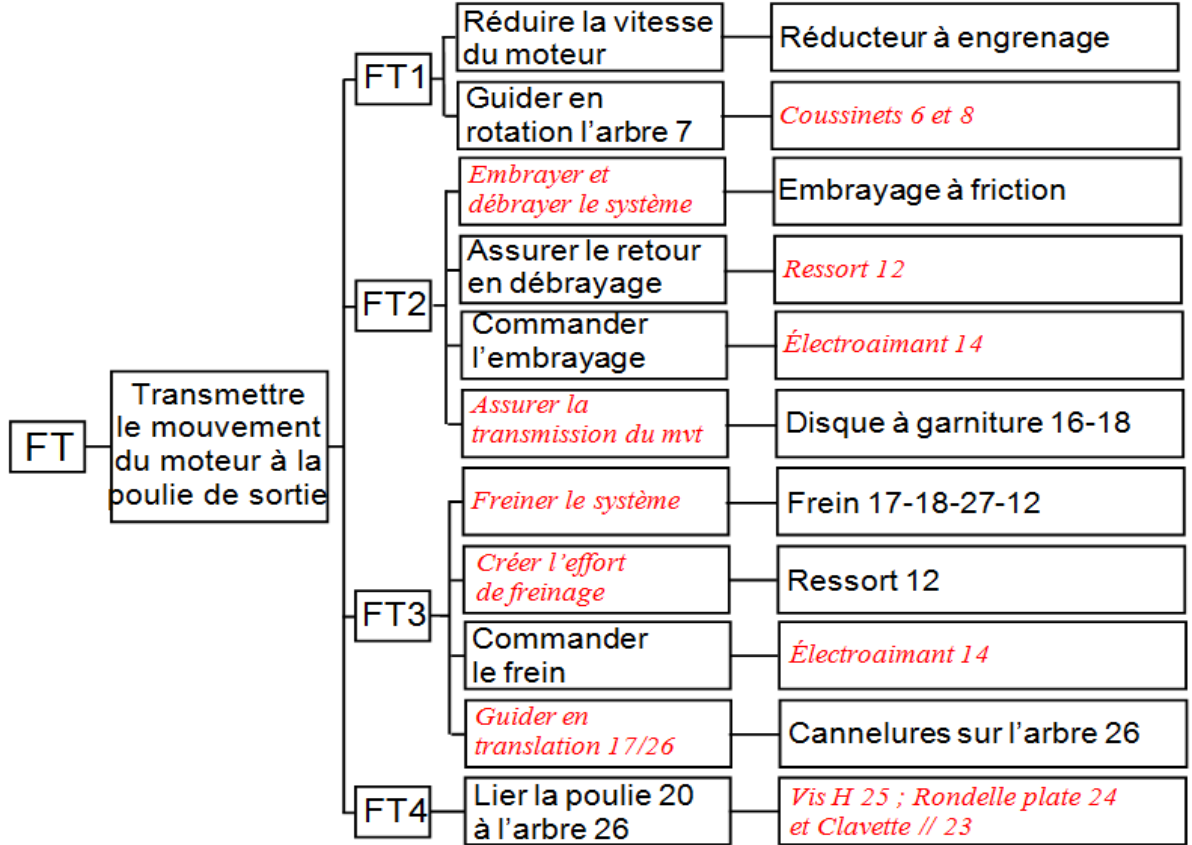 FT
Transmettre
le mouvement
du moteur à la
poulie de sortie
FT1
Réduire la vitesse
du moteur
Réducteur à engrenage
Guider en
rotation l’arbre 7
Coussinets 6 et 8
FT2
Embrayer et
débrayer le système
Embrayage à friction
Assurer le retour
en débrayage
Ressort 12
Commander
l’embrayage
Électroaimant 14
Assurer la
transmission du mvt
Disque à garniture 16-18
FT3
Freiner le système
Frein 17-18-27-12
Créer l’effort
de freinage
Ressort 12
Commander
le frein
Électroaimant 14
Guider en
translation 17/26
Cannelures sur l’arbre 26
FT4
Lier la poulie 20
à l’arbre 26
Vis H 25 ; Rondelle plate 24
et Clavette // 23